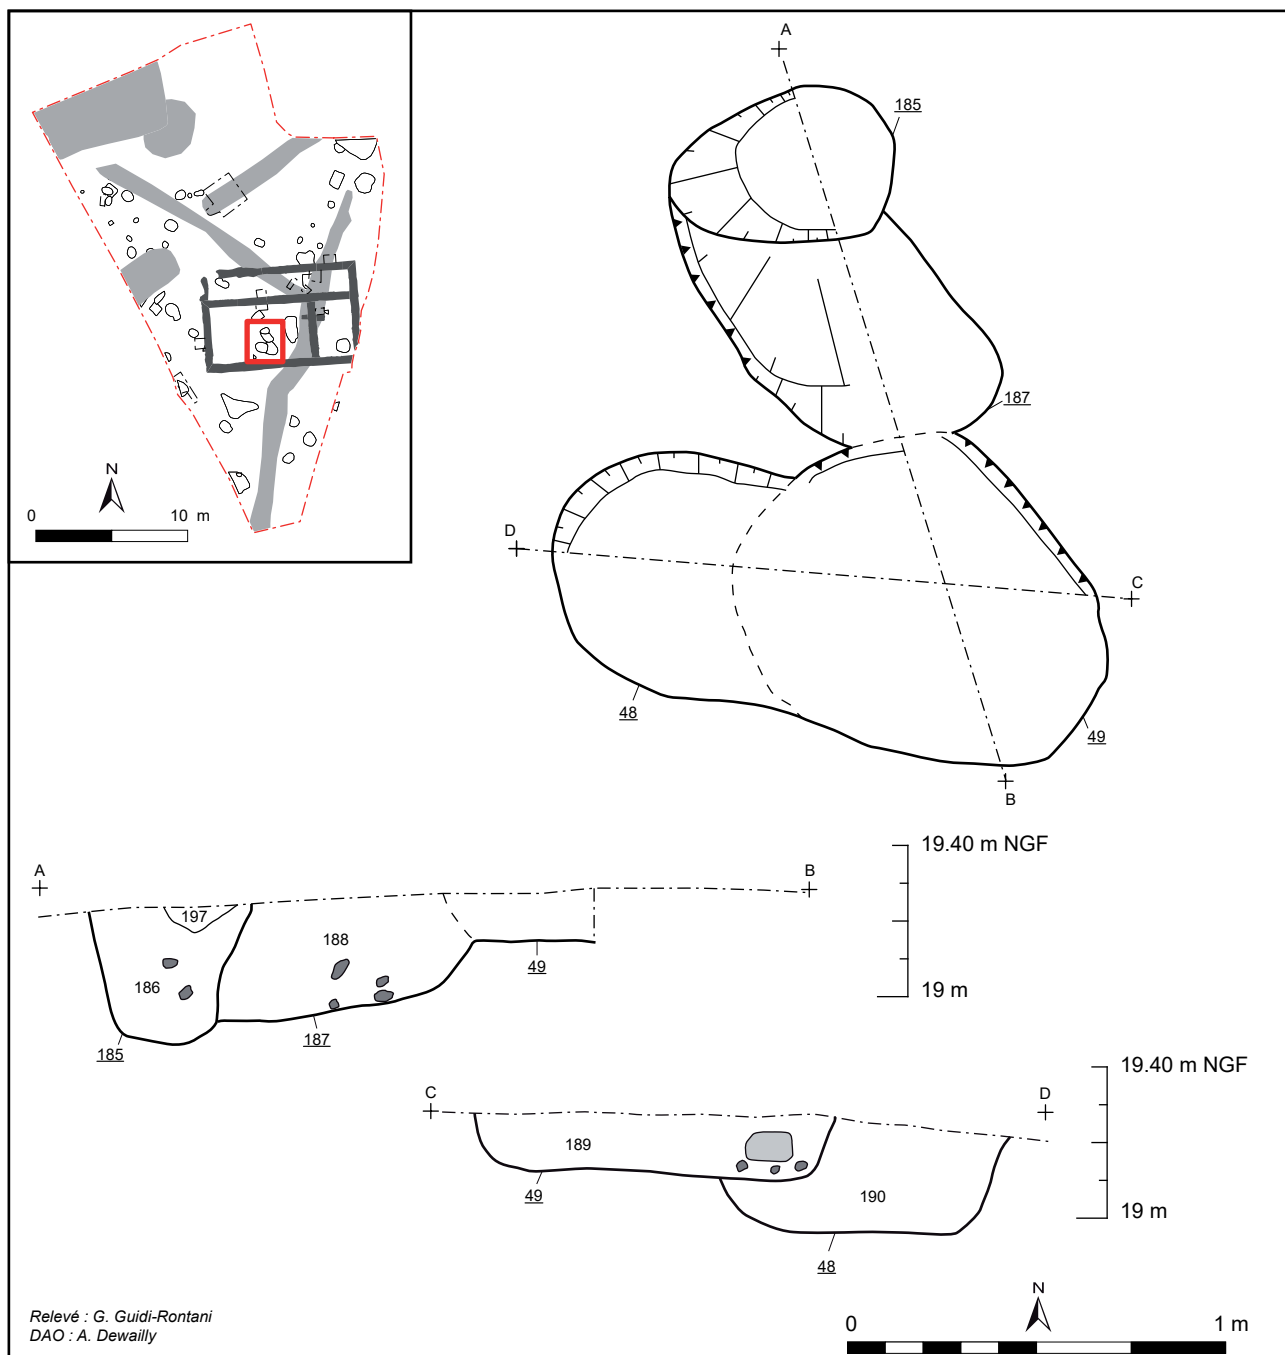 N
0 10 m
A
185
187
D
C
48
49
B
A
B
19.40 m NGF
197
188
186
49
19 m
185
187
C
D
19.40 m NGF
189
190
49
19 m
48
N
Relevé : G. Guidi-Rontani
DAO : A. Dewailly
0 1 m